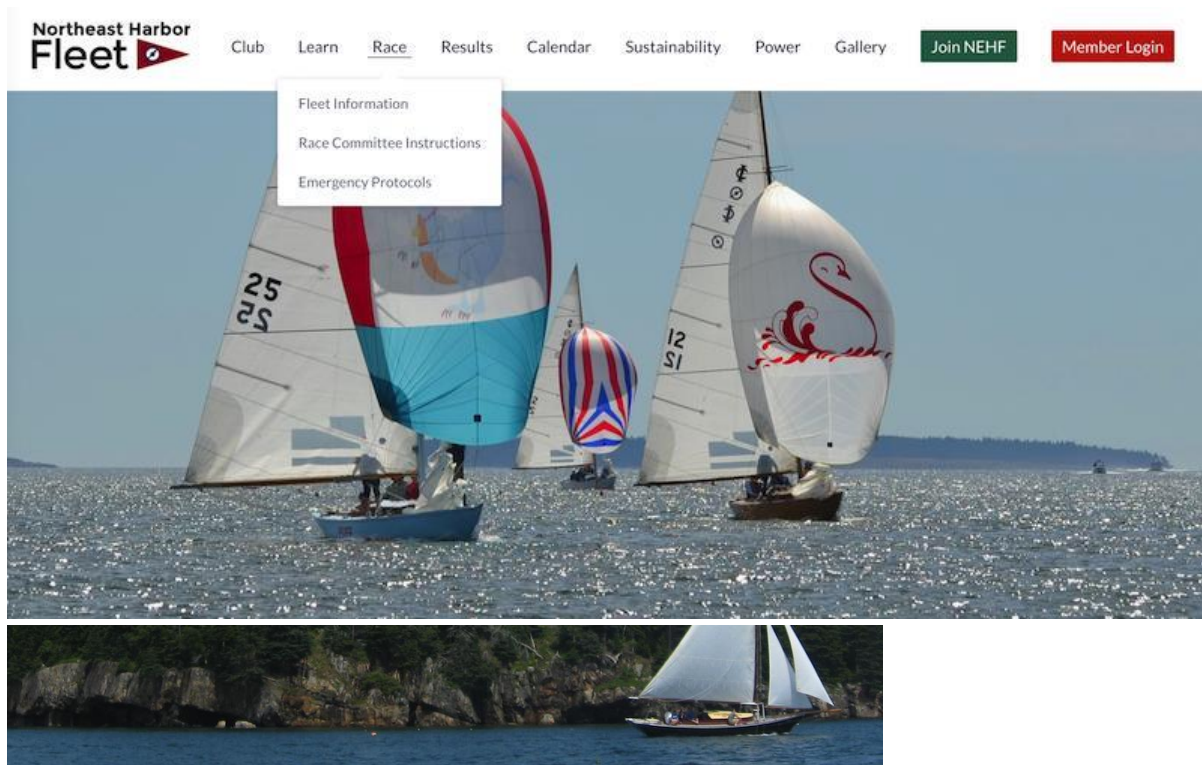 Northeast Harbor
Fleet
Club Learn Race Results Calendar Sustainability Power Gallery Join NEHF Member Login
Fleet Information
Race Committee Instructions
Emergency Protocols
25
25
12
12